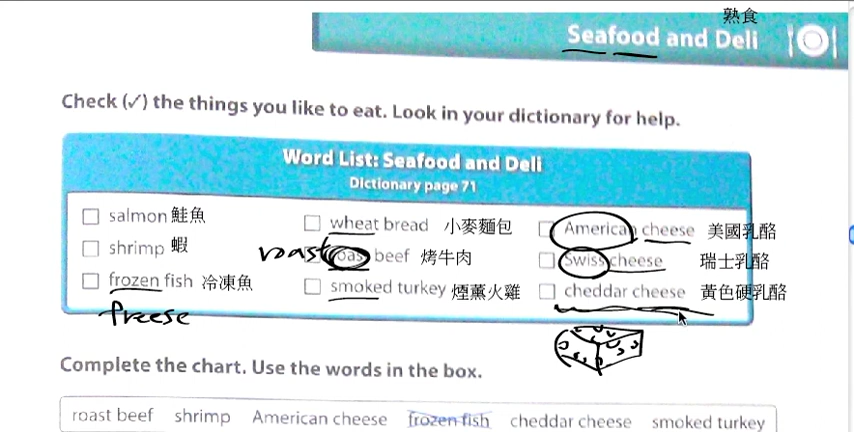 熟食
Seafood and Deli
Check (✓) the things you like to eat. Look in your dictionary for help.
Word List: Seafood and Deli
Dictionary page 71
salmon 鮭魚
shrimp 蝦
frozen fish 冷凍魚
freese
wheat bread 小麥麵包
roast roast beef 烤牛肉
smoked turkey 煙薰火雞
American cheese 美國乳酪
Swiss cheese 瑞士乳酪
cheddar cheese 黃色硬乳酪
Complete the chart. Use the words in the box.
roast beef shrimp American cheese frozen fish cheddar cheese smoked turkey